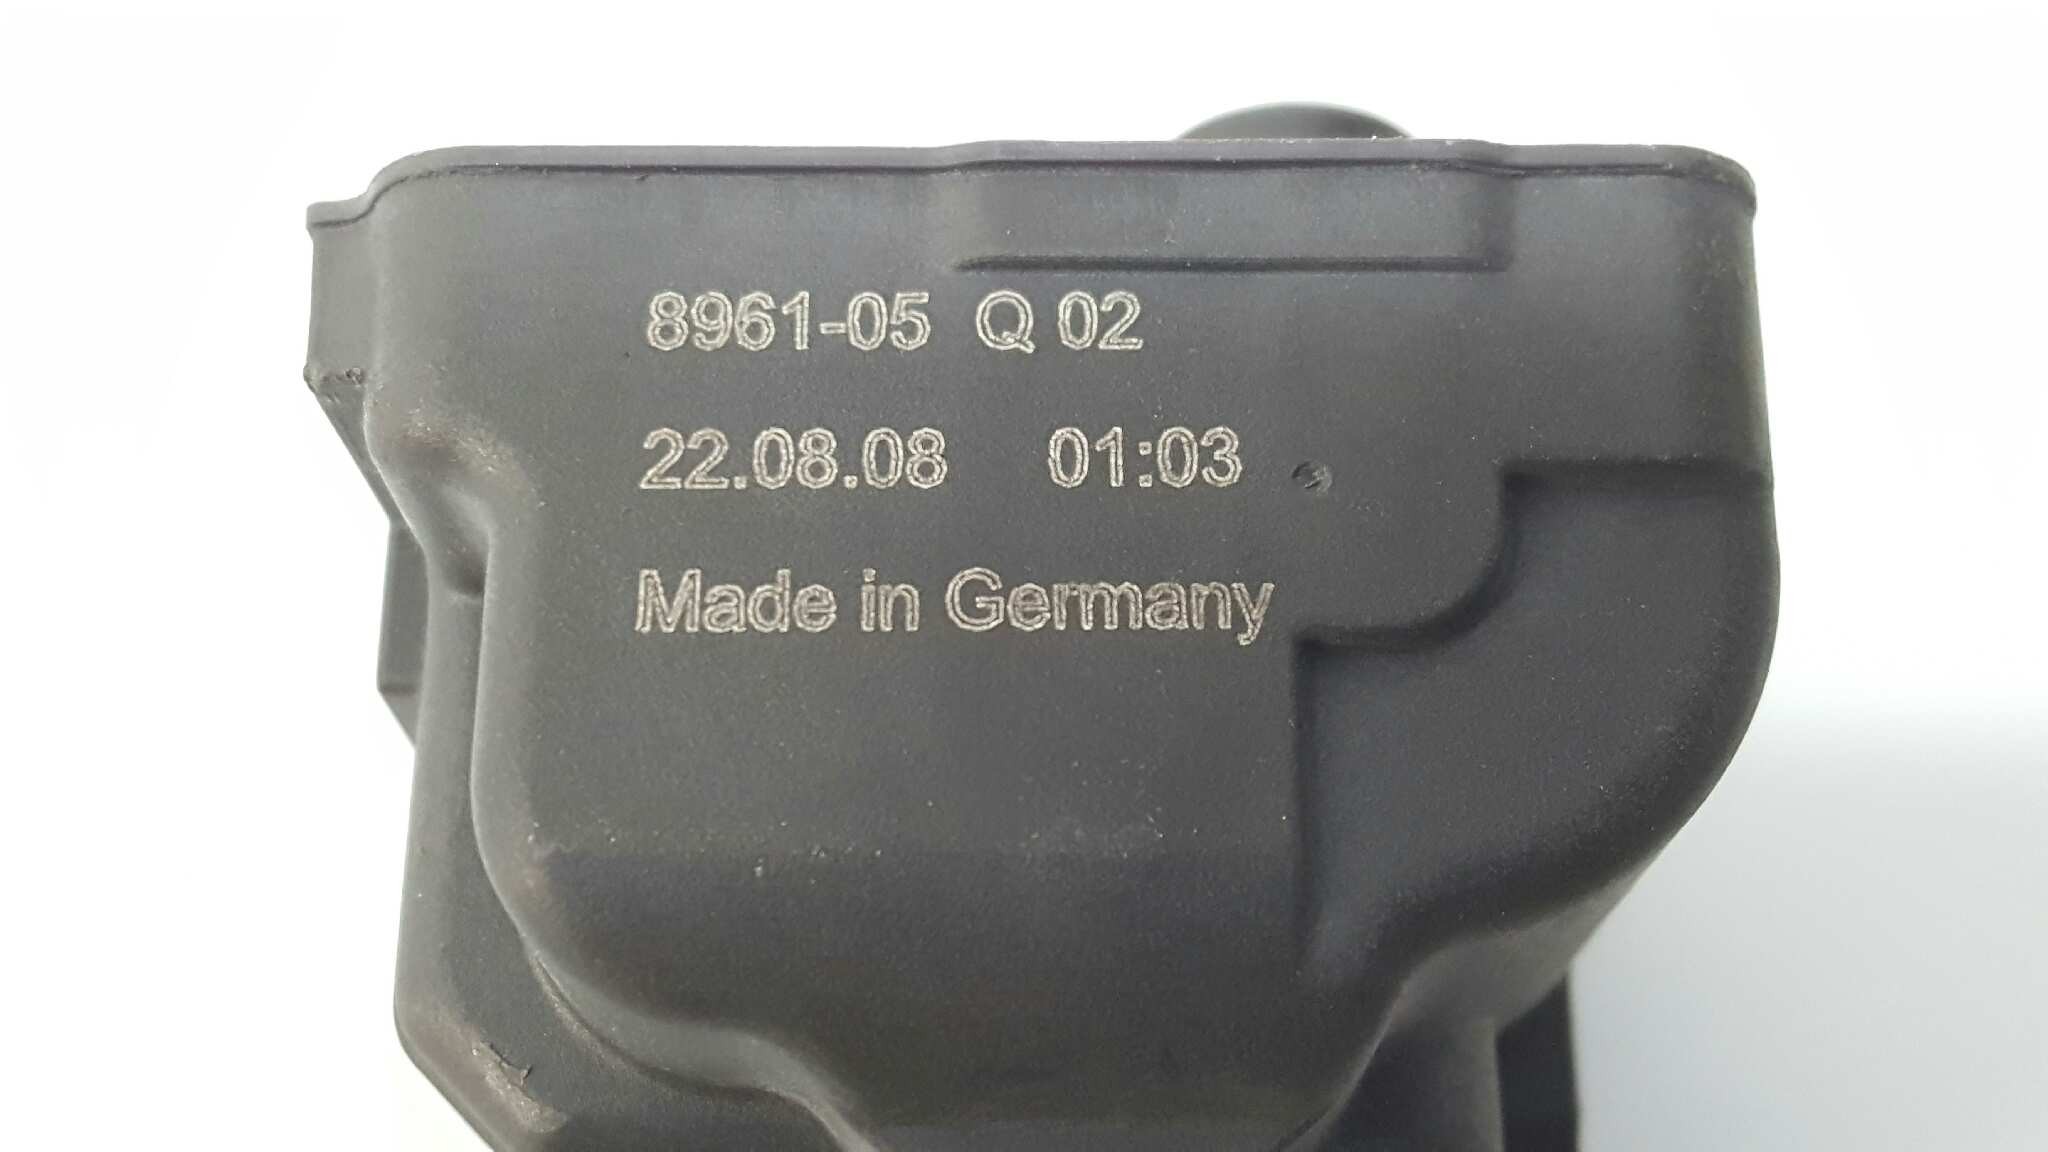 8961-05 Q 02
22.08.08 01:03
Made in Germany